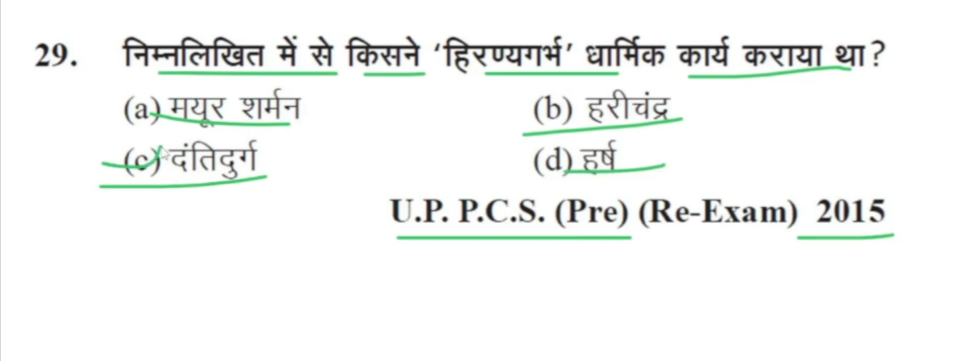 29. निम्नलिखित में से किसने ‘हिरण्यगर्भ’ धार्मिक कार्य कराया था?
(a) मयूर शर्मन (b) हरीचंद्र
(c) दंतिदुर्ग (d) हर्ष
U.P. P.C.S. (Pre) (Re-Exam) 2015